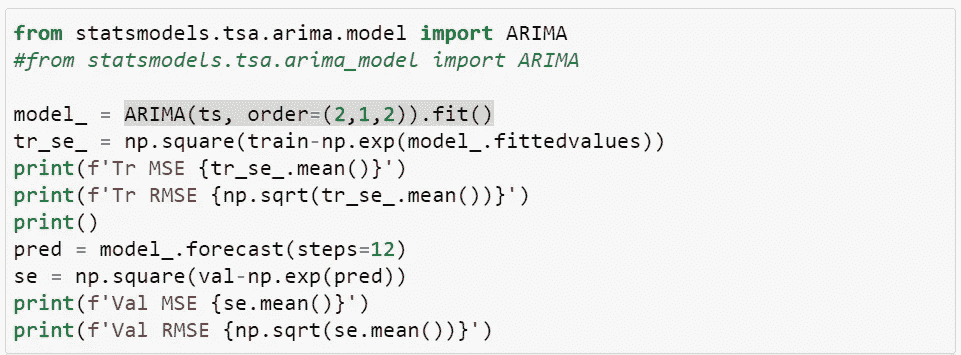 from statsmodels.tsa.arima.model import ARIMA
#from statsmodels.tsa.arima_model import ARIMA
model_ = ARIMA(ts, order=(2,1,2)).fit()
tr_se_ = np.square(train-np.exp(model_.fittedvalues))
print(f'Tr MSE {tr_se_.mean()}')
print(f'Tr RMSE {np.sqrt(tr_se_.mean())}')
print()
pred = model_.forecast(steps=12)
se = np.square(val-np.exp(pred))
print(f'Val MSE {se.mean()}')
print(f'Val RMSE {np.sqrt(se.mean())}')